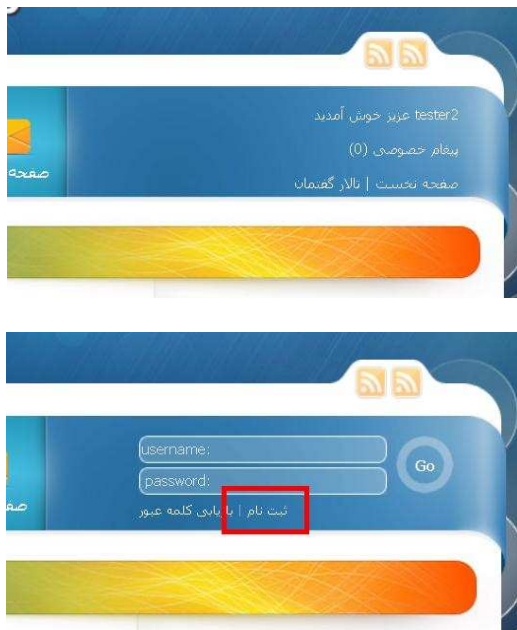 tester2 عزیز خوش آمدید
پیغام خصوصی (0)
صفحه نخست | تالار گفتمان
صفحه
username:
Go
password:
ثبت نام | بازیابی کلمه عبور